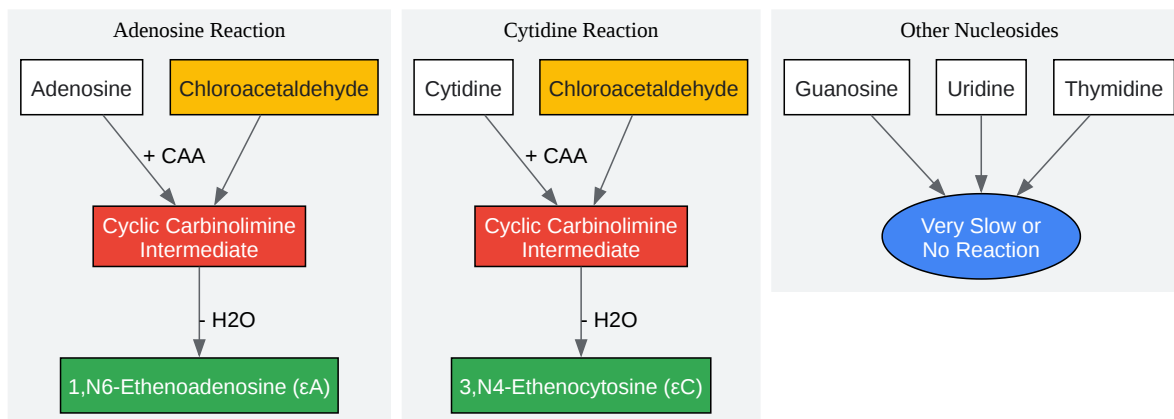 Adenosine Reaction
Adenosine
Chloroacetaldehyde
+ CAA
Cyclic Carbinolimine
Intermediate
- H2O
1,N6-Ethenoadenosine (εA)
Cytidine Reaction
Cytidine
Chloroacetaldehyde
+ CAA
Cyclic Carbinolimine
Intermediate
- H2O
3,N4-Ethenocytosine (εC)
Other Nucleosides
Guanosine
Uridine
Thymidine
Very Slow or
No Reaction